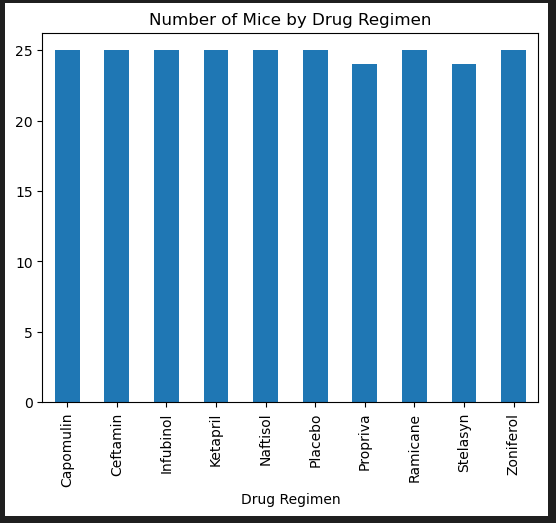 Number of Mice by Drug Regimen
25
20
15
10
5
0
Capomulin
Ceftamin
Infubinol
Ketapril
Naftisol
Placebo
Propriva
Ramicane
Stelasyn
Zoniferol
Drug Regimen